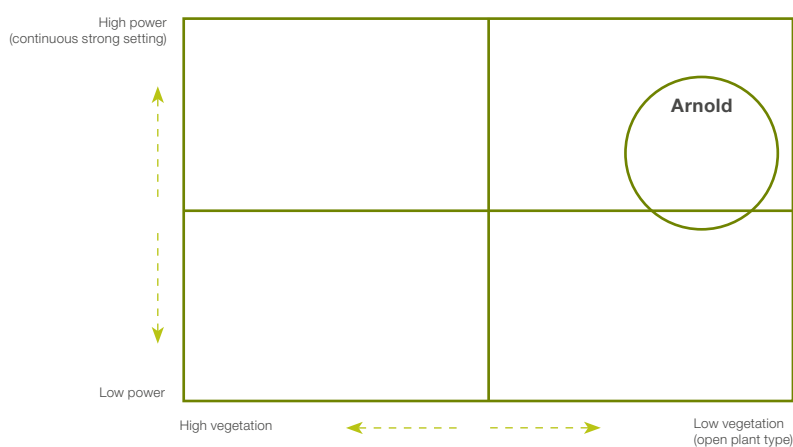 High power
(continuous strong setting)
Arnold
Low power
High vegetation
Low vegetation
(open plant type)